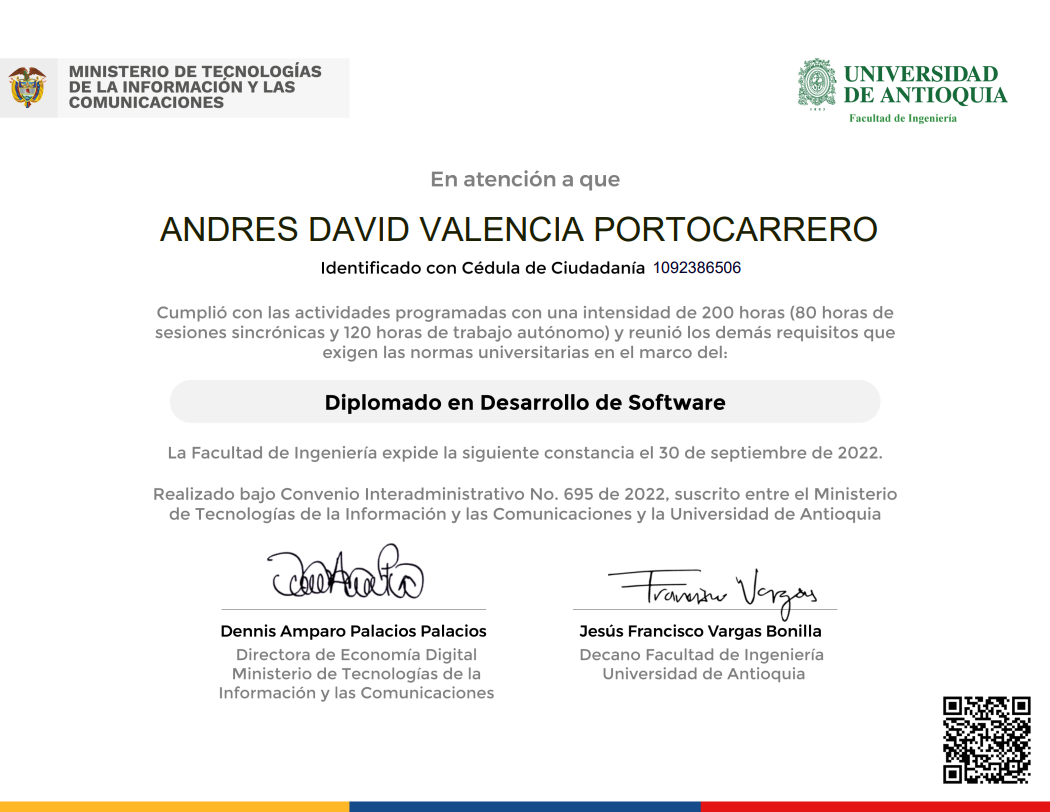 MINISTERIO DE TECNOLOGÍAS
DE LA INFORMACIÓN Y LAS
COMUNICACIONES
UNIVERSIDAD
DE ANTIOQUIA
1803
Facultad de Ingeniería
En atención a que
ANDRES DAVID VALENCIA PORTOCARRERO
Identificado con Cédula de Ciudadanía 1092386506
Cumplió con las actividades programadas con una intensidad de 200 horas (80 horas de
sesiones sincrónicas y 120 horas de trabajo autónomo) y reunió los demás requisitos que
exigen las normas universitarias en el marco del:
Diplomado en Desarrollo de Software
La Facultad de Ingeniería expide la siguiente constancia el 30 de septiembre de 2022.
Realizado bajo Convenio Interadministrativo No. 695 de 2022, suscrito entre el Ministerio
de Tecnologías de la Información y las Comunicaciones y la Universidad de Antioquia
Francisco Vargas
Dennis Amparo Palacios Palacios
Directora de Economía Digital
Ministerio de Tecnologías de la
Información y las Comunicaciones
Jesús Francisco Vargas Bonilla
Decano Facultad de Ingeniería
Universidad de Antioquia